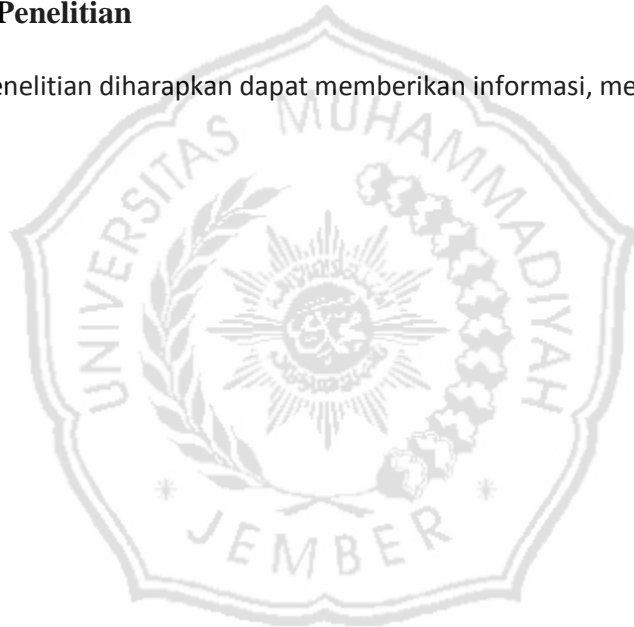 Penelitian
enelitian diharapkan dapat memberikan informasi, me
UNIVERSITAS MUHAMMADIYAH
JEMBER